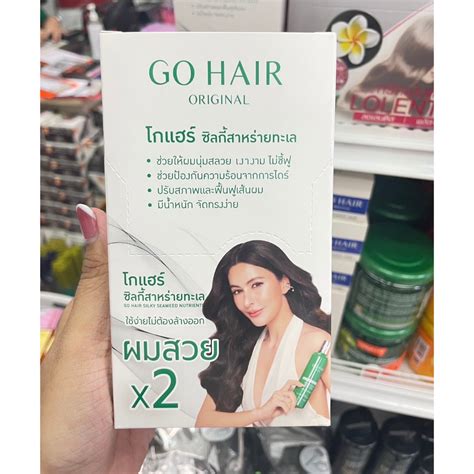 GO HAIR
ORIGINAL
โกแฮร์ ซิลกี้สาหร่ายทะเล
• ช่วยให้ผมนุ่มสลวย เงางาม ไม่ชี้ฟู
• ช่วยป้องกันความร้อนจากการไดร์
• ปรับสภาพและฟื้นฟูเส้นผม
• มีน้ำหนัก จัดทรงง่าย
โกแฮร์
ซิลกี้สาหร่ายทะเล
GO HAIR SILKY SEAWEED NUTRIENTS
ใช้ง่ายไม่ต้องล้างออก
ผมสวย
x2
LOLENT